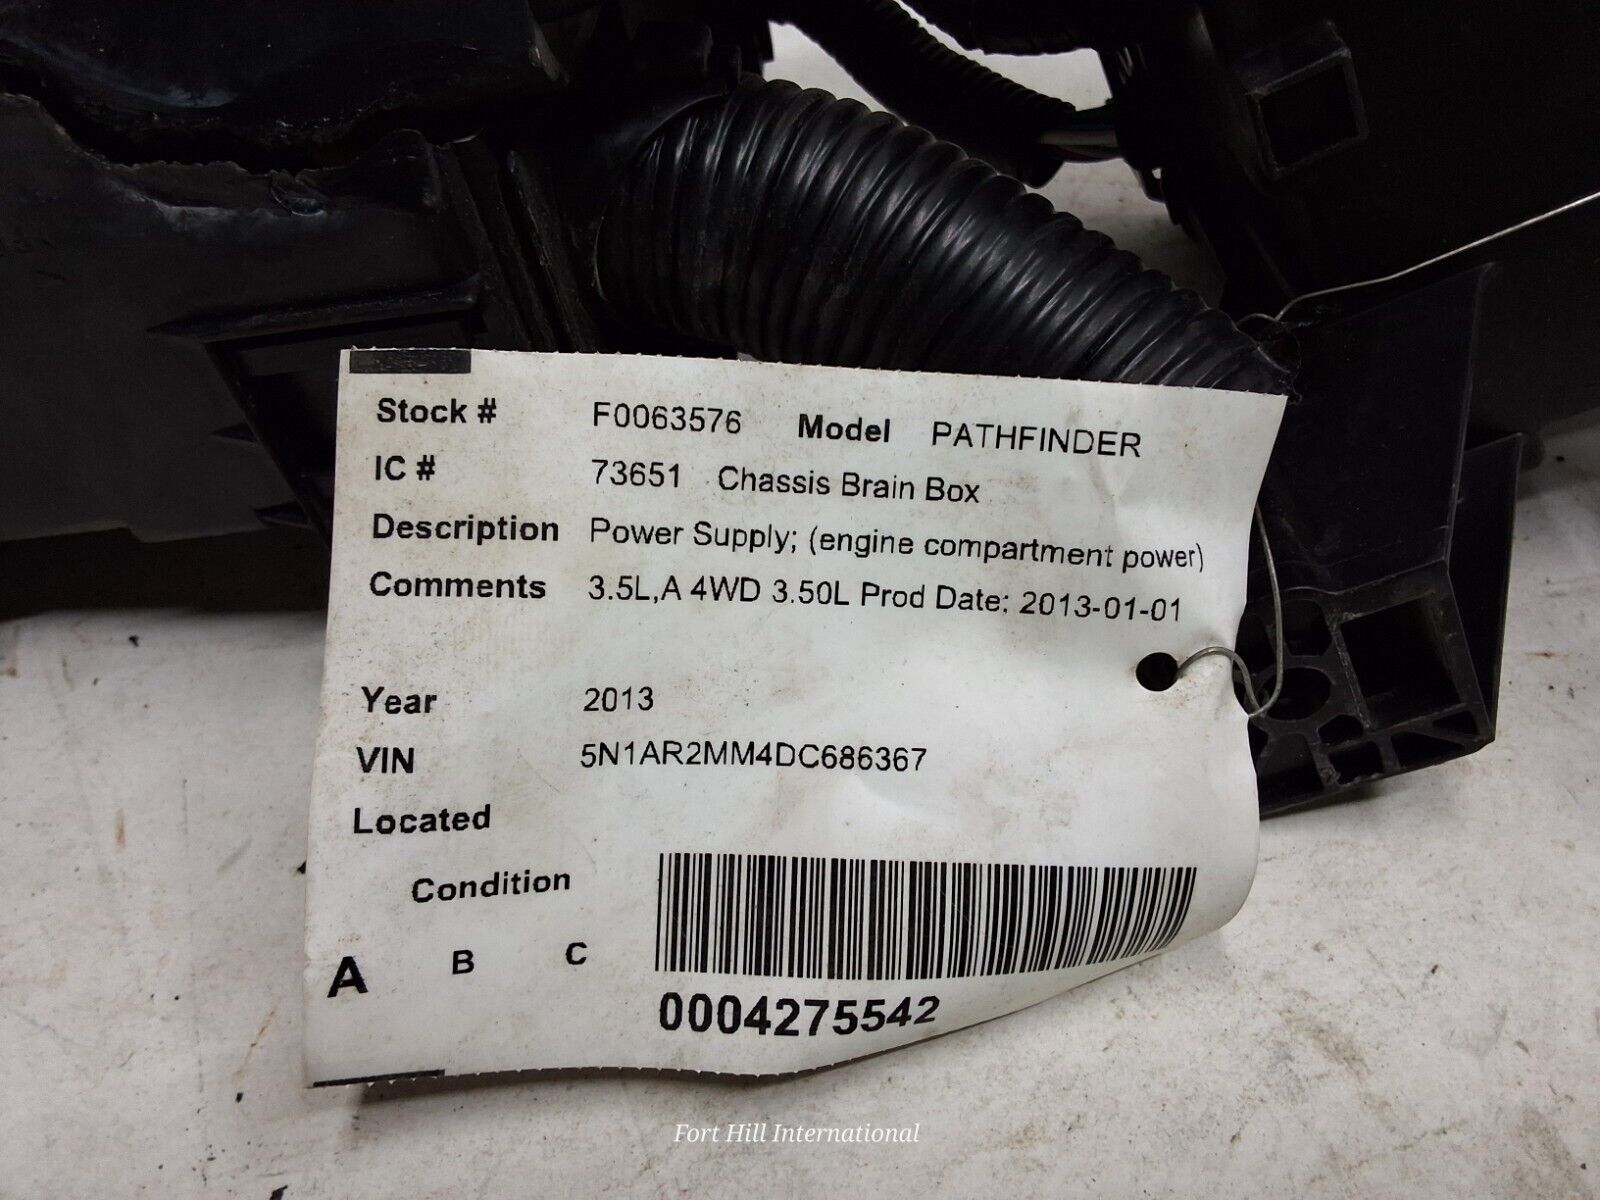 Stock # F0063576 Model PATHFINDER
IC # 73651 Chassis Brain Box
Description Power Supply; (engine compartment power)
Comments 3.5L,A 4WD 3.50L Prod Date: 2013-01-01
Year 2013
VIN 5N1AR2MM4DC686367
Located
Condition
A B C
0004275542
Fort Hill International